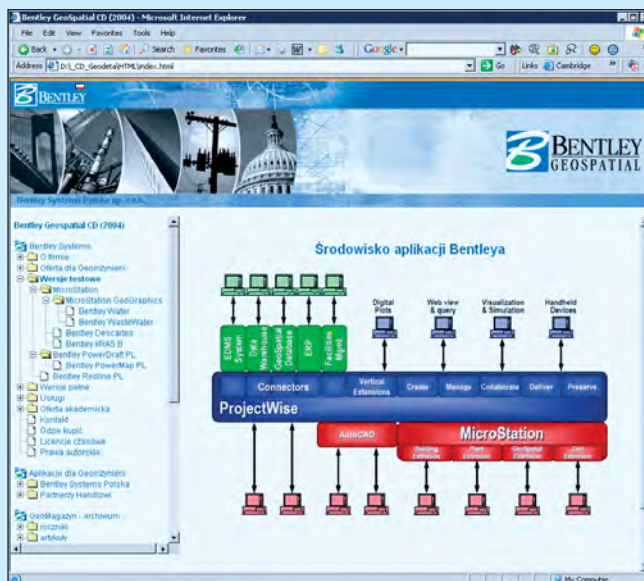 Bentley GeoSpatial CD (2004) - Microsoft Internet Explorer
File Edit View Favorites Tools Help
Back Search Favorites Google
Address D:\_CD_Geodeta\HTML\index.html Go Links Cambridge »
BENTLEY
BENTLEY
GEOSPATIAL
Bentley Systems Polska sp. z o.o.
Bentley Geospatial CD (2004)
Bentley Systems
O firmie
Oferta dla Geoinżynierii
Wersje testowe
MicroStation
MicroStation GeoGraphics
Bentley Water
Bentley WasteWater
Bentley Descartes
Bentley I/RAS B
Bentley PowerDraft PL
Bentley PowerMap PL
Bentley Redline PL
Wersje pełne
Usługi
Oferta akademicka
Kontakt
Gdzie kupić
Licencje czasowe
Prawa autorskie
Aplikacje dla Geoinżynierii
Bentley Systems Polska
Partnerzy Handlowi
GeoMagazyn - archiwum
roczniki
artykuły
Środowisko aplikacji Bentleya
Digital Plots
Web view & query
Visualization & Simulation
Handheld Devices
EDMS System
Data Warehouse
GeoSpatial Database
ERP
Facilities Mgmt
Connectors
Vertical Extensions
Create
Manage
Collaborate
Deliver
Preserve
ProjectWise
AutoCAD
MicroStation
Building Extension
Plant Extension
GeoSpatial Extension
Civil Extension
My Computer